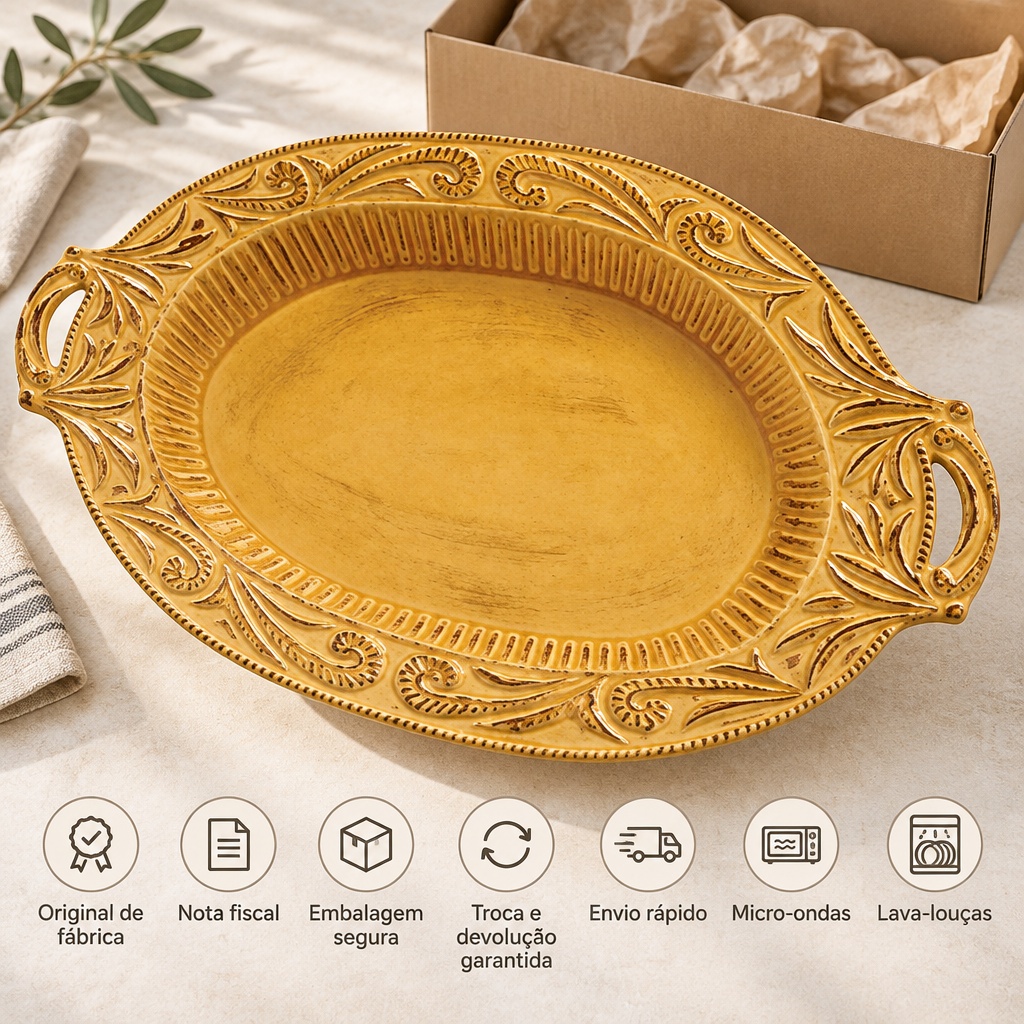 Original de
fábrica
Nota fiscal
Embalagem
segura
Troca e
devolução
garantida
Envio rápido
Micro-ondas
Lava-louças